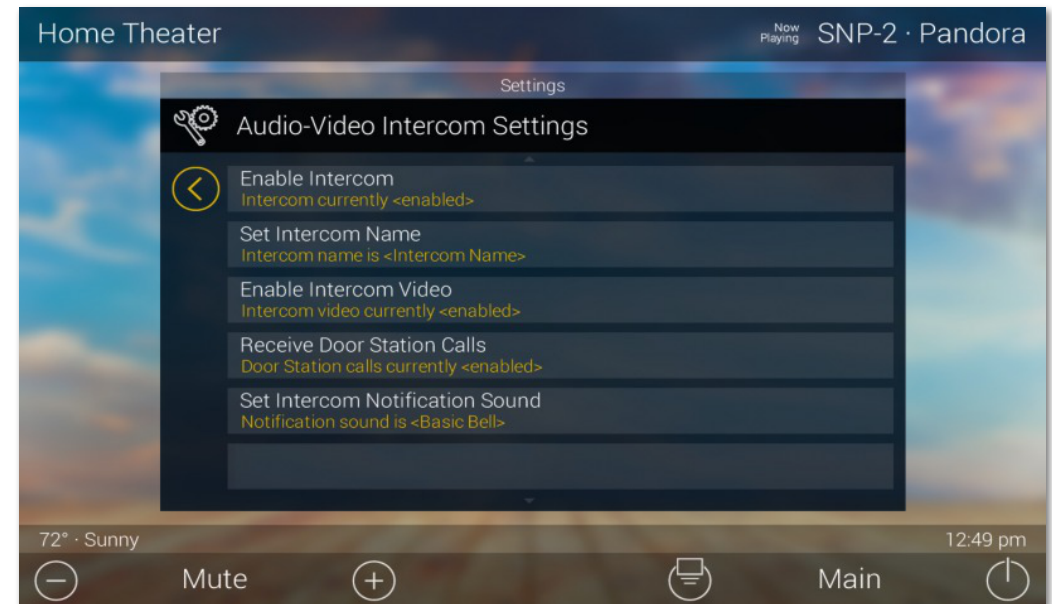 Home Theater
Now Playing SNP-2 · Pandora
Settings
Audio-Video Intercom Settings
Enable Intercom
Intercom currently <enabled>
Set Intercom Name
Intercom name is <Intercom Name>
Enable Intercom Video
Intercom video currently <enabled>
Receive Door Station Calls
Door Station calls currently <enabled>
Set Intercom Notification Sound
Notification sound is <Basic Bell>
72° · Sunny
12:49 pm
Mute
Main